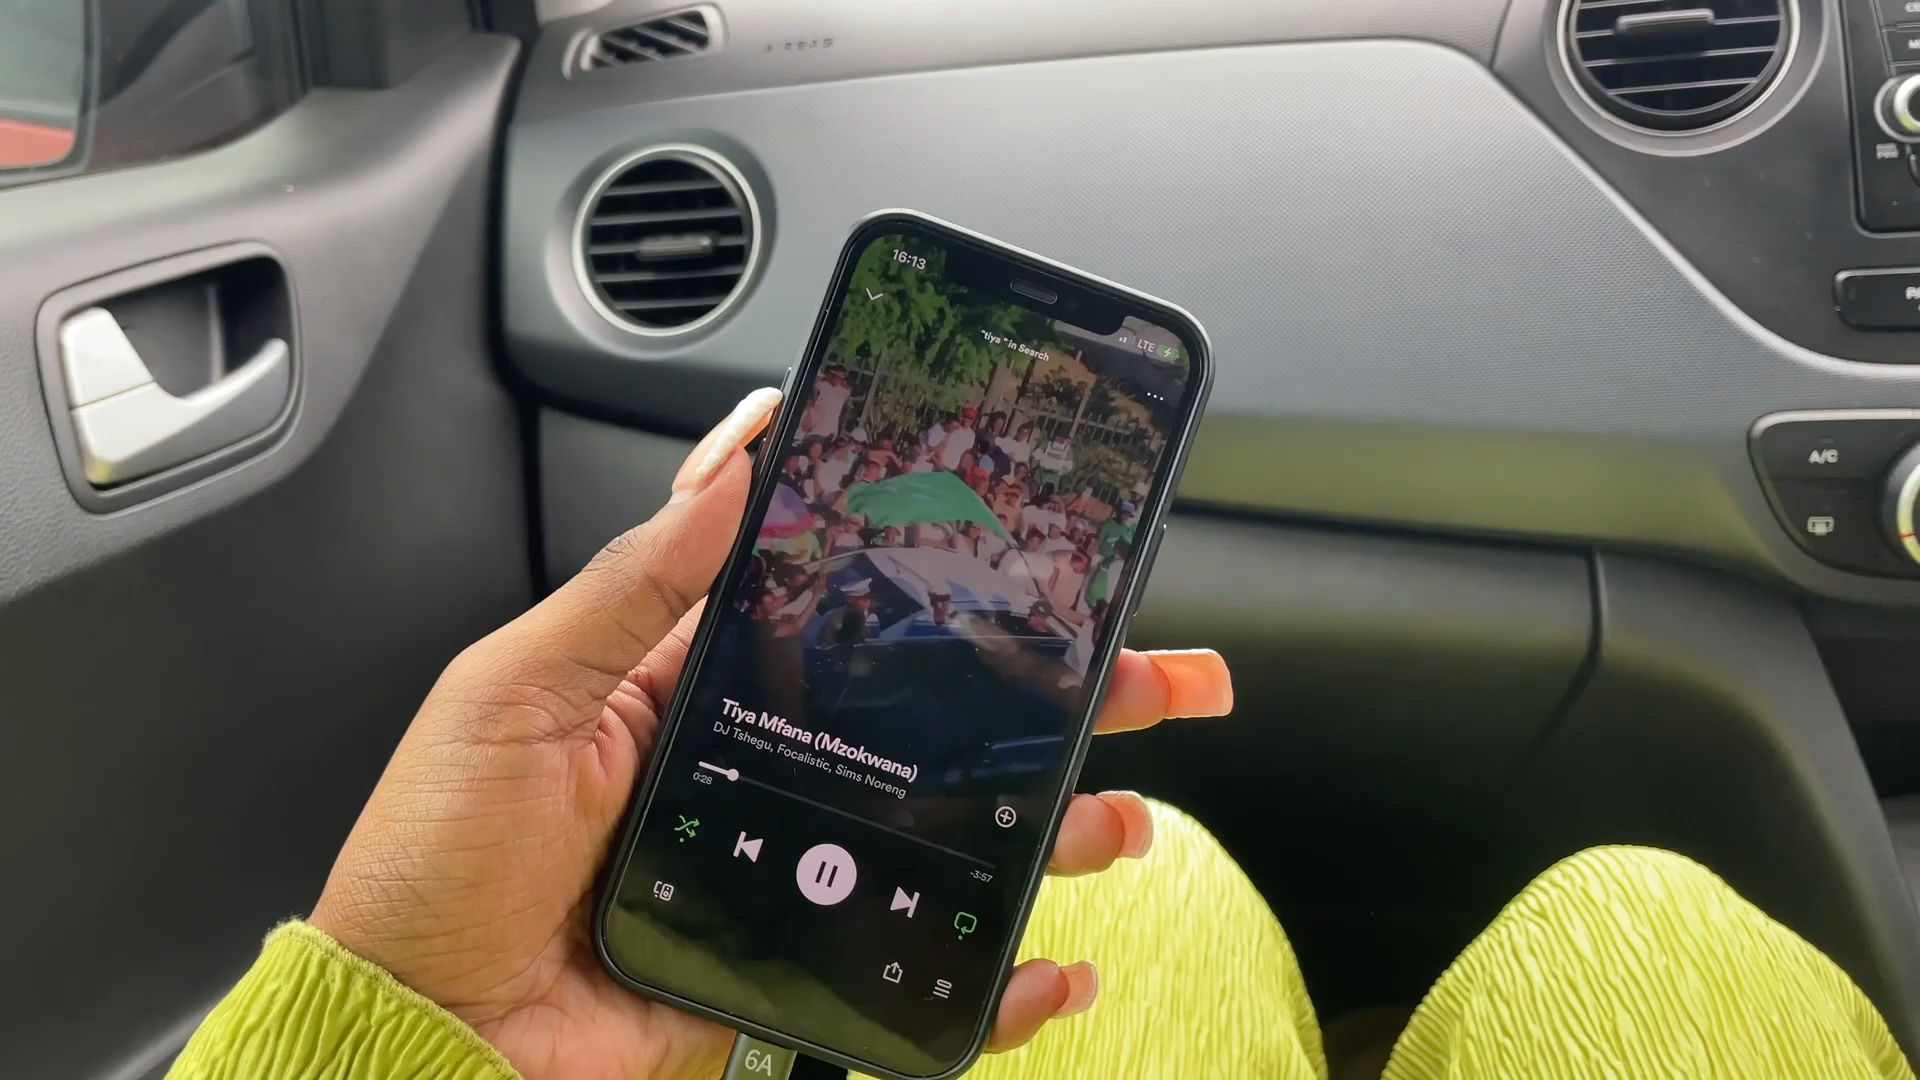 16:13
LTE
"tiya " in Search
Tiya Mfana (Mzokwana)
DJ Tshegu, Focalistic, Sims Noreng
0:28
-3:57
6A
A/C